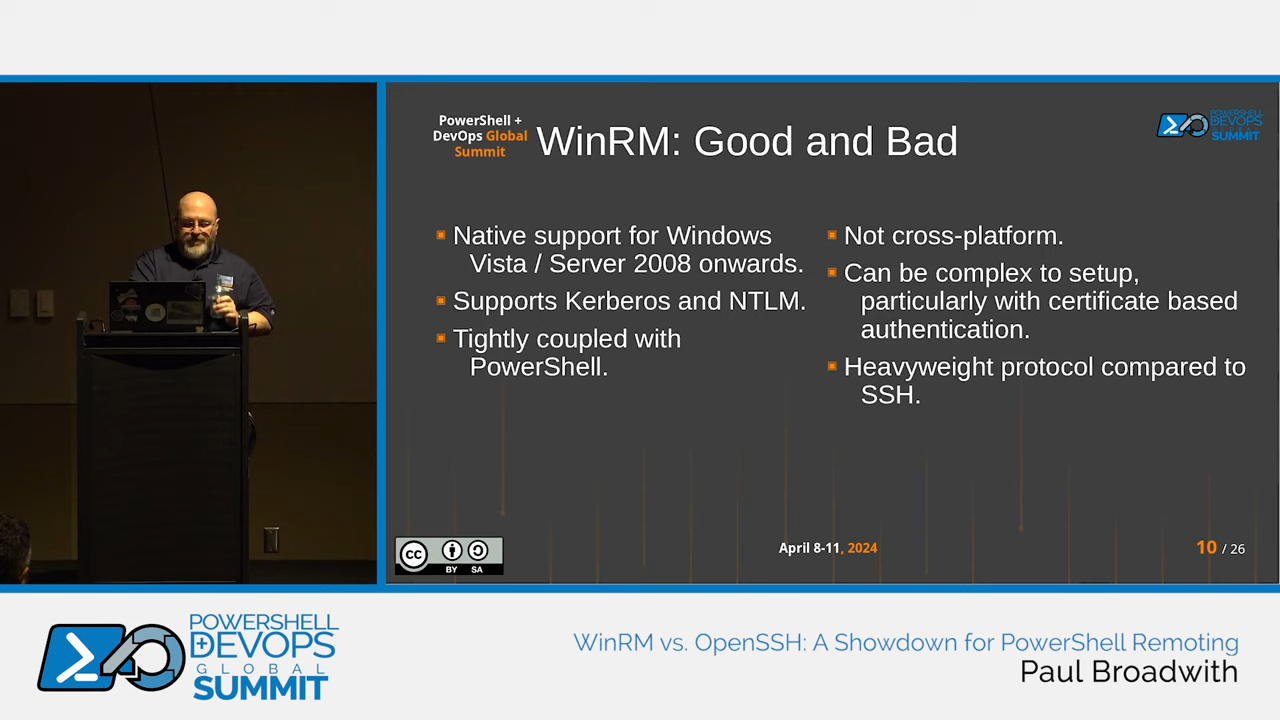 PowerShell +
DevOps Global
Summit
WinRM: Good and Bad
POWERSHELL
DEVOPS
GLOBAL
SUMMIT
Native support for Windows
Vista / Server 2008 onwards.
Supports Kerberos and NTLM.
Tightly coupled with
PowerShell.
Not cross-platform.
Can be complex to setup,
particularly with certificate based
authentication.
Heavyweight protocol compared to
SSH.
cc
BY SA
April 8-11, 2024
10 / 26
POWERSHELL
+DEVOPS
GLOBAL
SUMMIT
WinRM vs. OpenSSH: A Showdown for PowerShell Remoting
Paul Broadwith